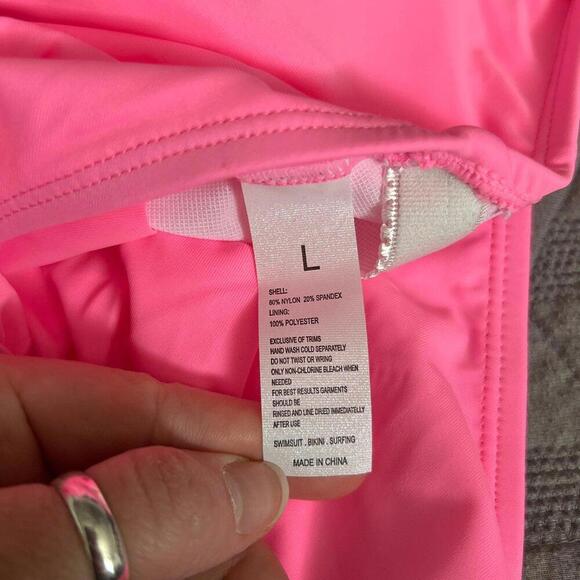 L
SHELL:
80% NYLON 20% SPANDEX
LINING:
100% POLYESTER
EXCLUSIVE OF TRIMS
HAND WASH COLD SEPARATELY
DO NOT TWIST OR WRING
ONLY NON-CHLORINE BLEACH WHEN
NEEDED
FOR BEST RESULTS GARMENTS
SHOULD BE
RINGED AND LINE DRIED IMMEDIATELLY
AFTER USE
SWIMSUIT . BIKINI . SURFING
MADE IN CHINA